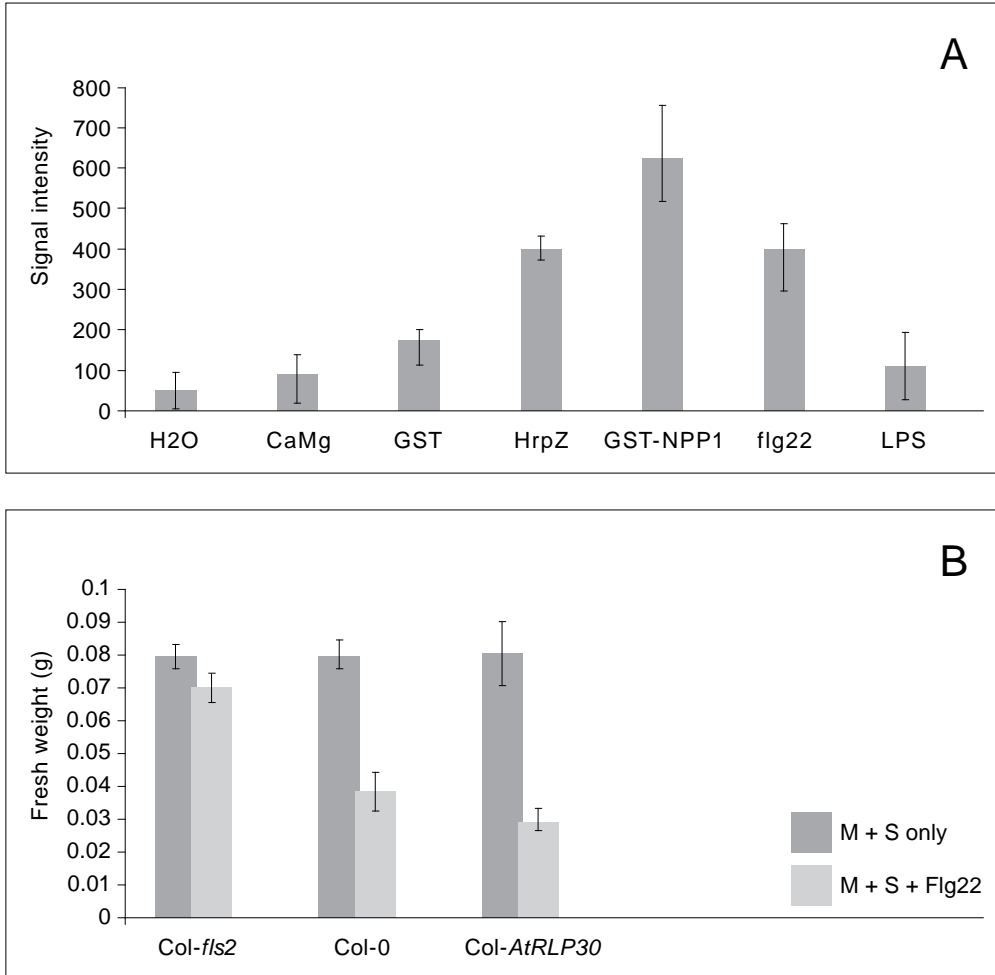 A
Signal intensity
800
700
600
500
400
300
200
100
0
H2O CaMg GST HrpZ GST-NPP1 flg22 LPS
B
Fresh weight (g)
0.1
0.09
0.08
0.07
0.06
0.05
0.04
0.03
0.02
0.01
0
M + S only
M + S + Flg22
Col-fls2 Col-0 Col-AtRLP30